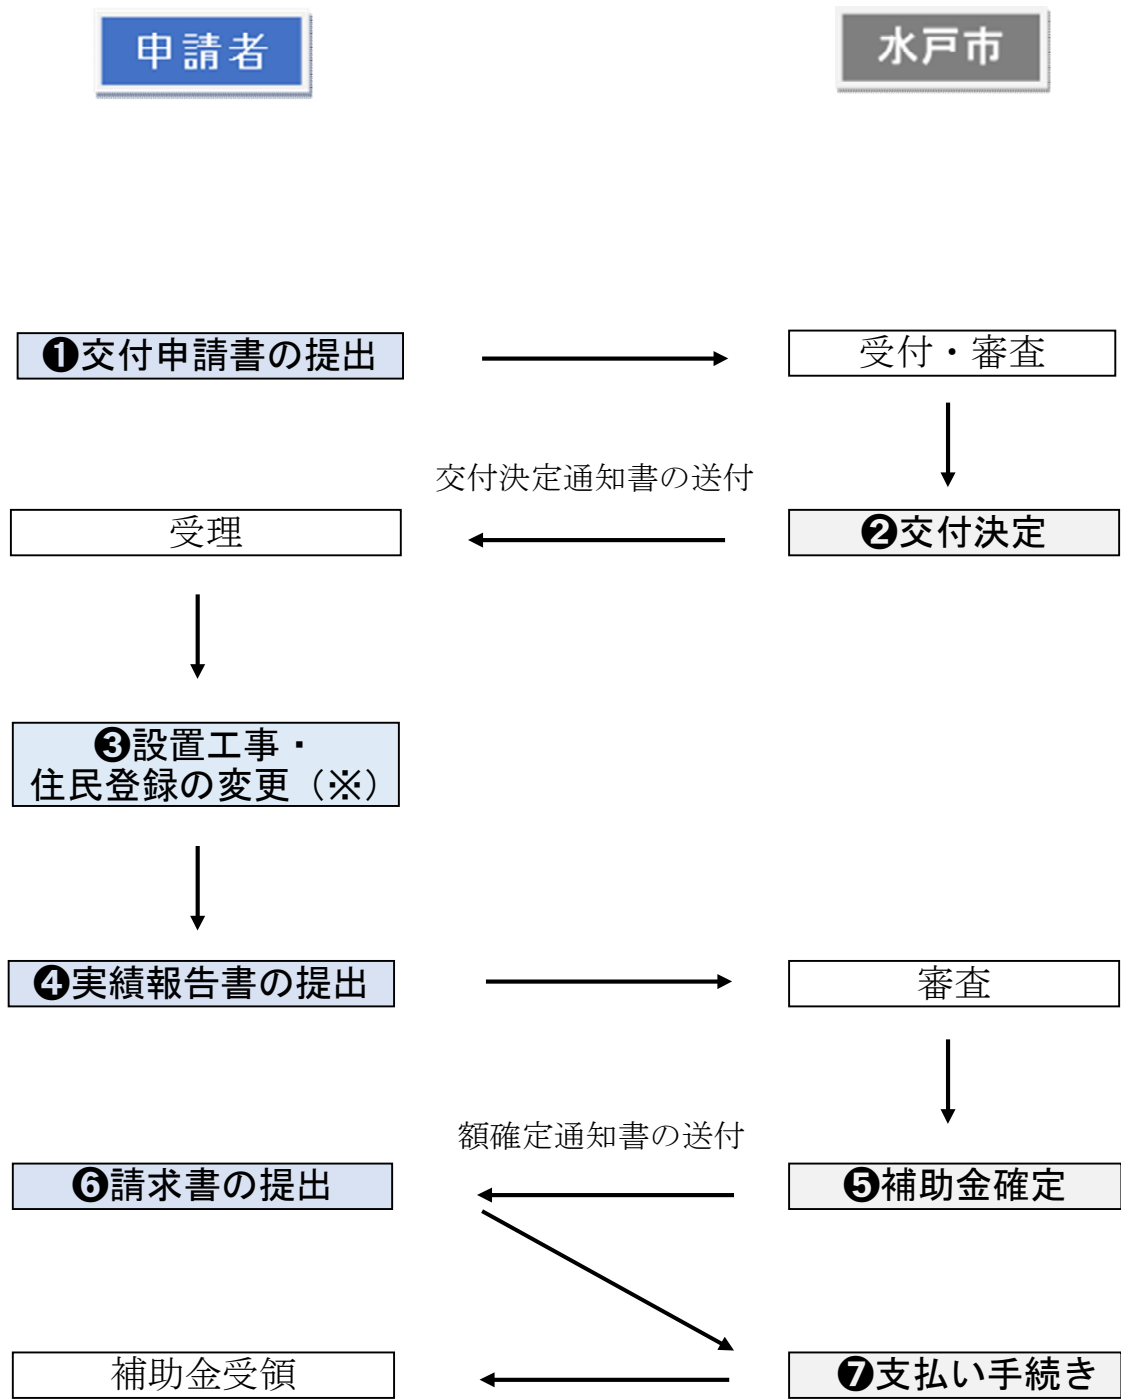 申請者
水戸市
❶交付申請書の提出
受付・審査
交付決定通知書の送付
受理
❷交付決定
❸設置工事・
住民登録の変更（※）
❹実績報告書の提出
審査
額確定通知書の送付
❻請求書の提出
❺補助金確定
補助金受領
❼支払い手続き